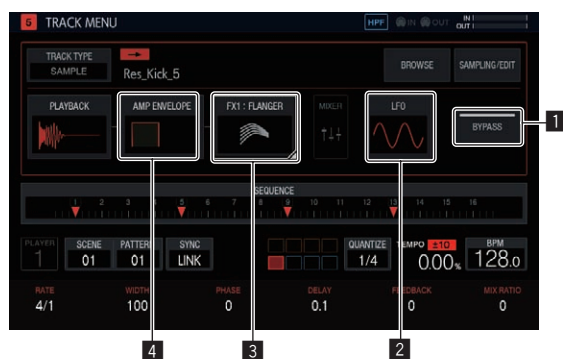 5 TRACK MENU HPF IN OUT IN OUT
TRACK TYPE
SAMPLE
Res_Kick_5
BROWSE SAMPLING/EDIT
PLAYBACK AMP ENVELOPE FX1 : FLANGER MIXER LFO
BYPASS 1
SEQUENCE
1 2 3 4 5 6 7 8 9 10 11 12 13 14 15 16
PLAYER SCENE PATTERN SYNC QUANTIZE TEMPO ±10 BPM
1 01 01 LINK 1/4 0.00% 128.0
RATE WIDTH PHASE DELAY FEEDBACK MIX RATIO
4/1 100 0 0.1 0 0
4 3 2